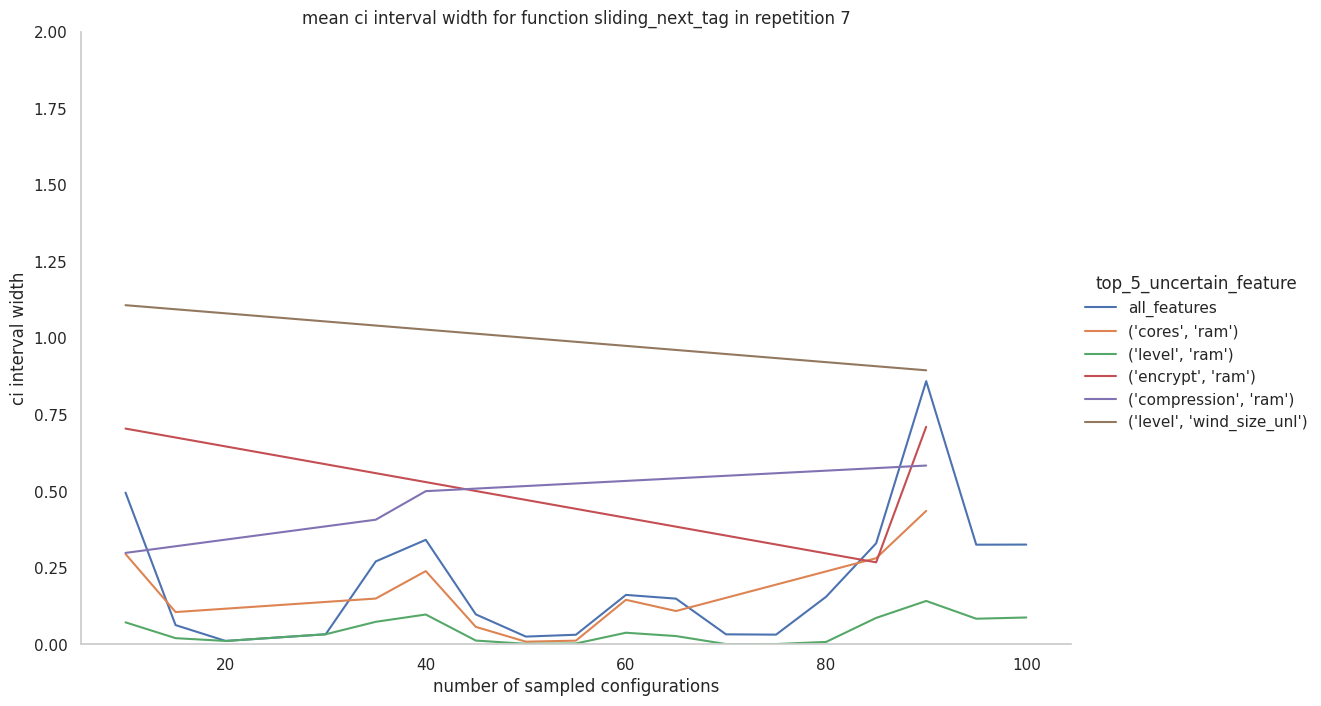 mean ci interval width for function sliding_next_tag in repetition 7
2.00
1.75
1.50
1.25
1.00
0.75
0.50
0.25
0.00
ci interval width
20
40
60
80
100
number of sampled configurations
top_5_uncertain_feature
all_features
('cores', 'ram')
('level', 'ram')
('encrypt', 'ram')
('compression', 'ram')
('level', 'wind_size_unl')